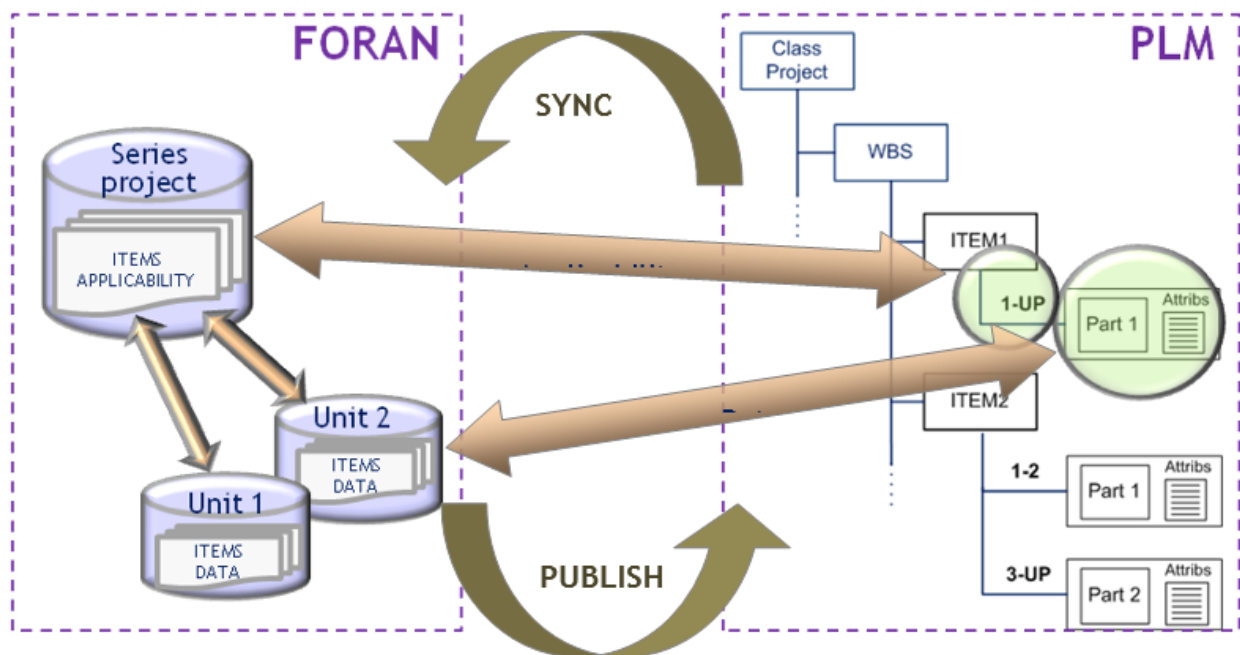 FORAN
PLM
SYNC
Class
Project
WBS
Series
project
ITEMS
APPLICABILITY
ITEM1
1-UP
Part 1
Attribs
Unit 2
ITEMS
DATA
ITEM2
Unit 1
ITEMS
DATA
1-2
Part 1
Attribs
PUBLISH
3-UP
Part 2
Attribs